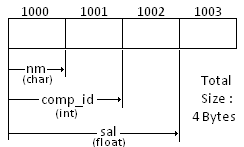 1000 1001 1002 1003
nm
(char)
comp_id
(int)
sal
(float)
Total
Size :
4 Bytes